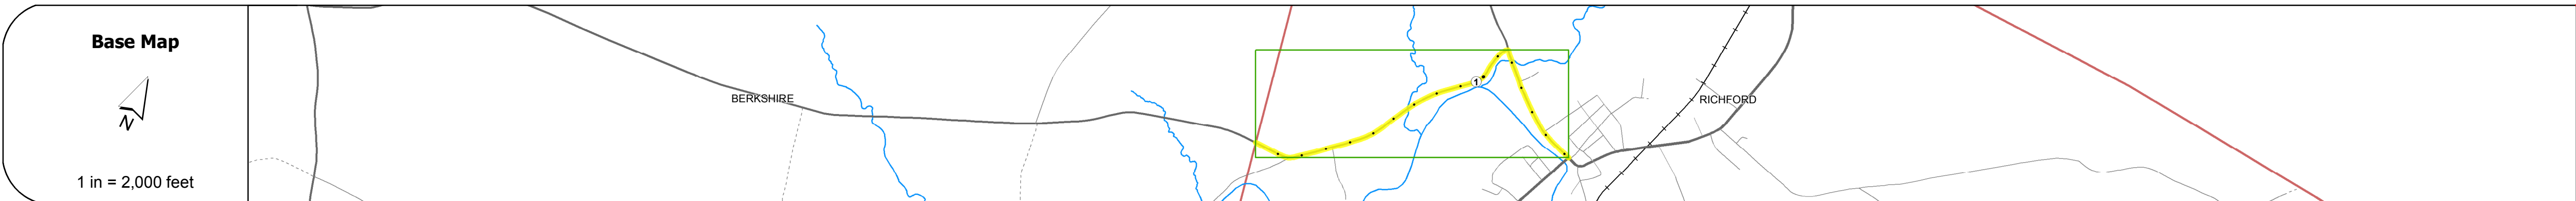 Base Map
N
1 in = 2,000 feet
BERKSHIRE
1
RICHFORD